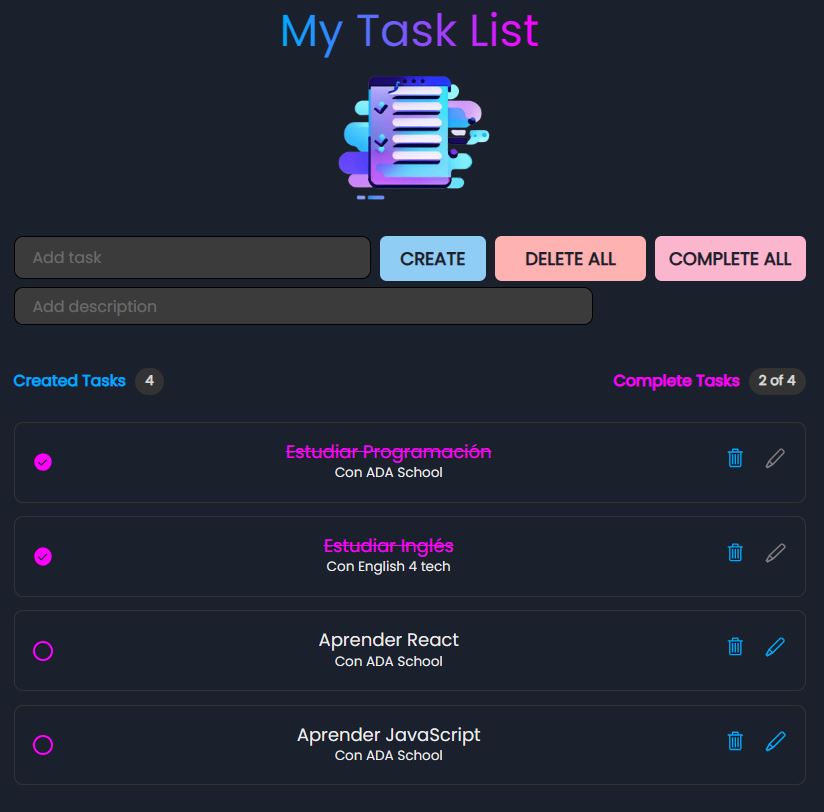 My Task List
Add task
CREATE
DELETE ALL
COMPLETE ALL
Add description
Created Tasks 4
Complete Tasks 2 of 4
Estudiar Programación
Con ADA School
Estudiar Inglés
Con English 4 tech
Aprender React
Con ADA School
Aprender JavaScript
Con ADA School